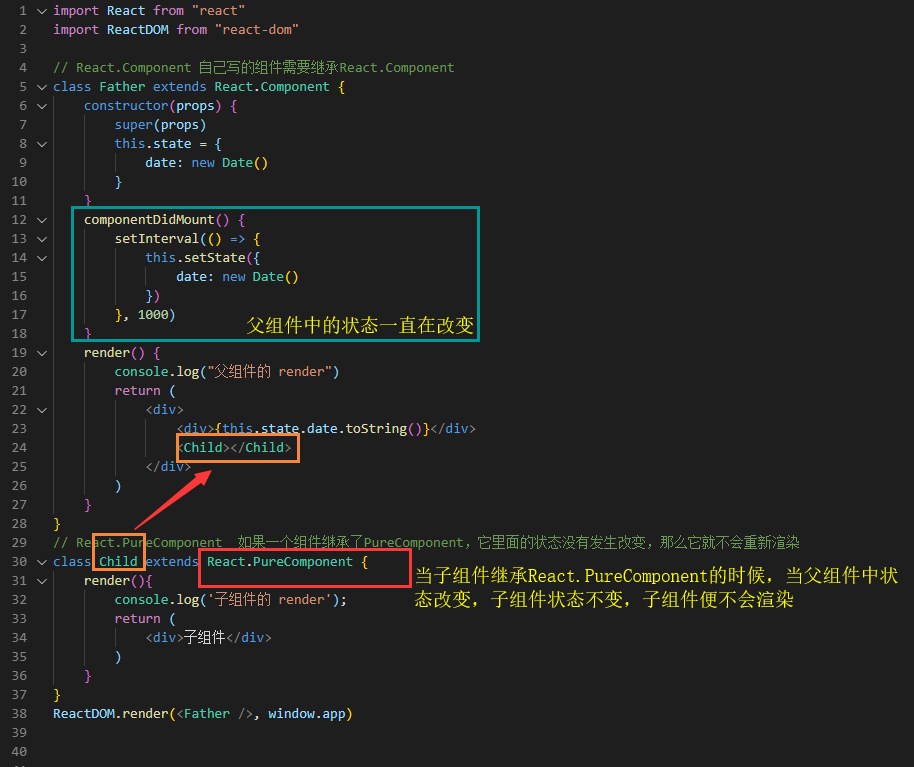 1 import React from "react"
2 import ReactDOM from "react-dom"
3
4 // React.Component 自己写的组件需要继承React.Component
5 class Father extends React.Component {
6     constructor(props) {
7         super(props)
8         this.state = {
9             date: new Date()
10         }
11     }
12     componentDidMount() {
13         setInterval(() => {
14             this.setState({
15                 date: new Date()
16             })
17         }, 1000)
父组件中的状态一直在改变
18     }
19     render() {
20         console.log("父组件的 render")
21         return (
22             <div>
23                 <div>{this.state.date.toString()}</div>
24                 <Child></Child>
25             </div>
26         )
27     }
28 }
29 // React.PureComponent  如果一个组件继承了PureComponent，它里面的状态没有发生改变，那么它就不会重新渲染
30 class Child extends React.PureComponent {
当子组件继承React.PureComponent的时候，当父组件中状
态改变，子组件状态不变，子组件便不会渲染
31     render(){
32         console.log('子组件的 render');
33         return (
34             <div>子组件</div>
35         )
36     }
37 }
38 ReactDOM.render(<Father />, window.app)
39
40